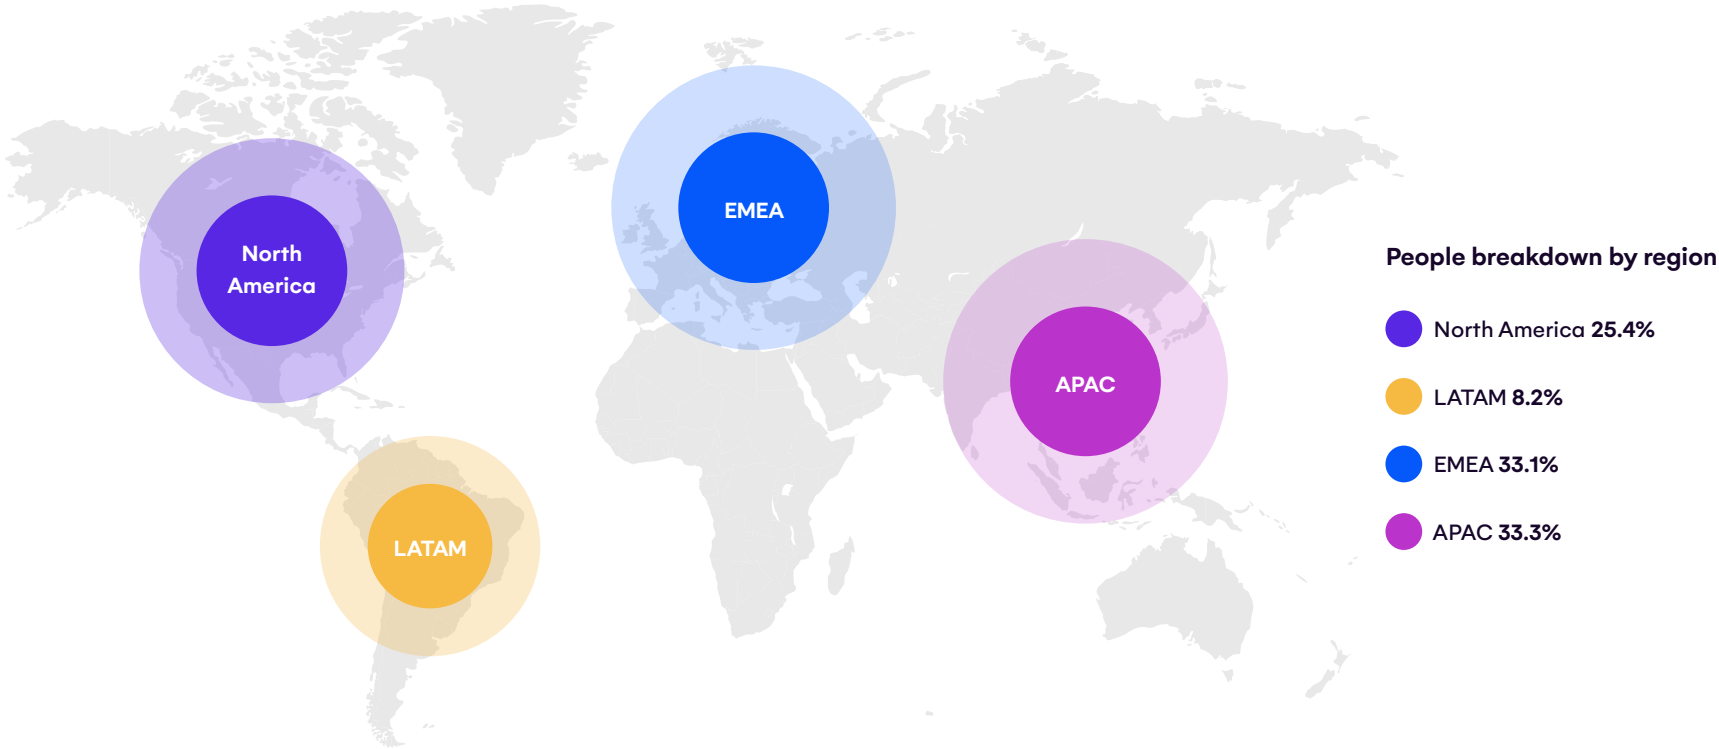 EMEA
North
America
APAC
LATAM
People breakdown by region
North America 25.4%
LATAM 8.2%
EMEA 33.1%
APAC 33.3%